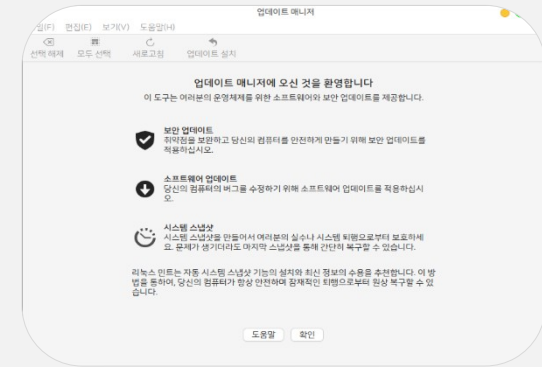 업데이트 매니저
일(F) 편집(E) 보기(V) 도움말(H)
선택 해제 모두 선택 새로고침 업데이트 설치
업데이트 매니저에 오신 것을 환영합니다
이 도구는 여러분의 운영체제를 위한 소프트웨어와 보안 업데이트를 제공합니다.
보안 업데이트
취약점을 보완하고 당신의 컴퓨터를 안전하게 만들기 위해 보안 업데이트를
적용하십시오.
소프트웨어 업데이트
당신의 컴퓨터의 버그를 수정하기 위해 소프트웨어 업데이트를 적용하십시
오.
시스템 스냅샷
시스템 스냅샷을 만들어서 여러분의 실수나 시스템 퇴행으로부터 보호하세
요. 문제가 생기더라도 마지막 스냅샷을 통해 간단히 복구할 수 있습니다.
리눅스 민트는 자동 시스템 스냅샷 기능의 설치와 최신 정보의 수용을 추천합니다. 이 방
법을 통하여, 당신의 컴퓨터가 항상 안전하며 잠재적인 퇴행으로부터 원상 복구할 수 있
습니다.
도움말 확인